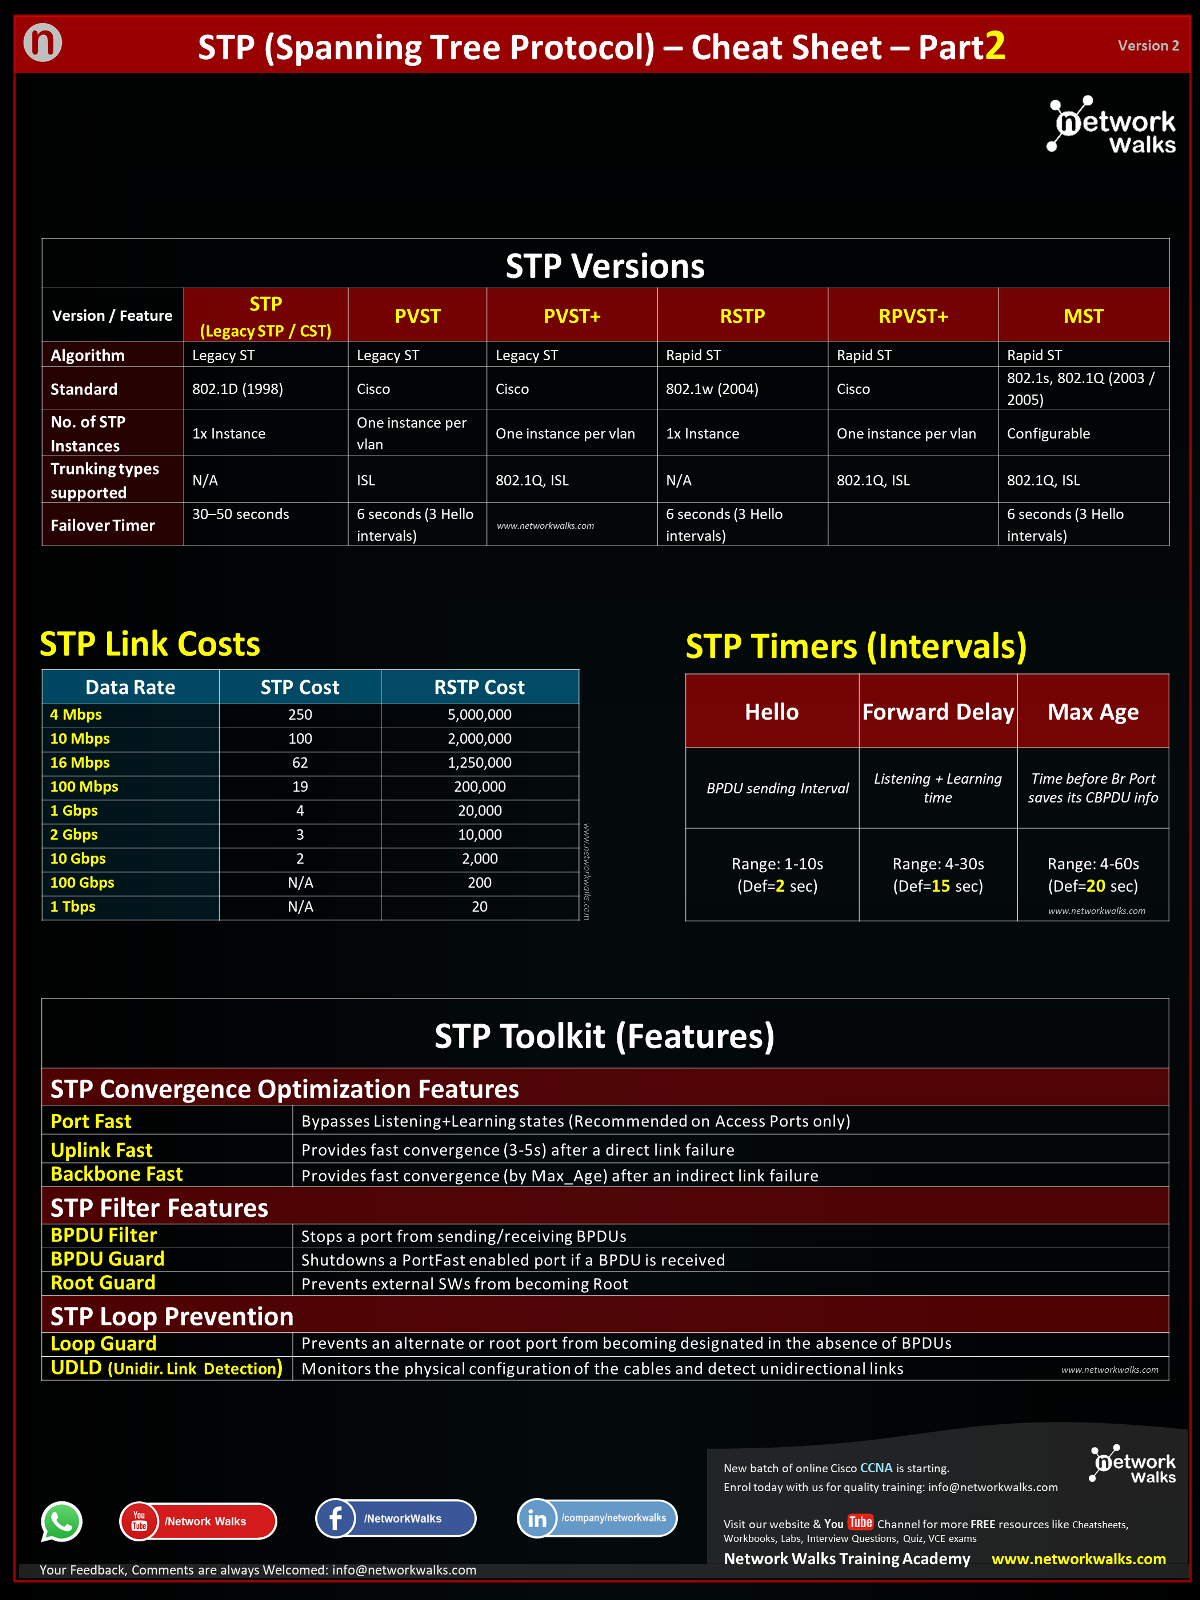 n
STP (Spanning Tree Protocol) – Cheat Sheet – Part2
Version 2
network
Walks
STP Versions
Version / Feature
STP
(Legacy STP / CST)
PVST
PVST+
RSTP
RPVST+
MST
Algorithm
Legacy ST
Legacy ST
Legacy ST
Rapid ST
Rapid ST
Rapid ST
Standard
802.1D (1998)
Cisco
Cisco
802.1w (2004)
Cisco
802.1s, 802.1Q (2003 /
2005)
No. of STP
Instances
1x Instance
One instance per
vlan
One instance per vlan
1x Instance
One instance per vlan
Configurable
Trunking types
supported
N/A
ISL
802.1Q, ISL
N/A
802.1Q, ISL
802.1Q, ISL
Failover Timer
30–50 seconds
6 seconds (3 Hello
intervals)
www.networkwalks.com
6 seconds (3 Hello
intervals)
6 seconds (3 Hello
intervals)
STP Link Costs
Data Rate
STP Cost
RSTP Cost
4 Mbps
250
5,000,000
10 Mbps
100
2,000,000
16 Mbps
62
1,250,000
100 Mbps
19
200,000
1 Gbps
4
20,000
2 Gbps
3
10,000
10 Gbps
2
2,000
100 Gbps
N/A
200
1 Tbps
N/A
20
www.networkwalks.com
STP Timers (Intervals)
Hello
Forward Delay
Max Age
BPDU sending Interval
Listening + Learning
time
Time before Br Port
saves its CBPDU info
Range: 1-10s
(Def=2 sec)
Range: 4-30s
(Def=15 sec)
Range: 4-60s
(Def=20 sec)
www.networkwalks.com
STP Toolkit (Features)
STP Convergence Optimization Features
Port Fast
Bypasses Listening+Learning states (Recommended on Access Ports only)
Uplink Fast
Provides fast convergence (3-5s) after a direct link failure
Backbone Fast
Provides fast convergence (by Max_Age) after an indirect link failure
STP Filter Features
BPDU Filter
Stops a port from sending/receiving BPDUs
BPDU Guard
Shutdowns a PortFast enabled port if a BPDU is received
Root Guard
Prevents external SWs from becoming Root
STP Loop Prevention
Loop Guard
Prevents an alternate or root port from becoming designated in the absence of BPDUs
UDLD (Unidir. Link Detection)
Monitors the physical configuration of the cables and detect unidirectional links
www.networkwalks.com
You
Tube
/Network Walks
f
/NetworkWalks
in
/company/networkwalks
Your Feedback, Comments are always Welcomed: info@networkwalks.com
New batch of online Cisco CCNA is starting.
Enrol today with us for quality training: info@networkwalks.com
network
Walks
Visit our website & You Tube Channel for more FREE resources like Cheatsheets,
Workbooks, Labs, Interview Questions, Quiz, VCE exams
Network Walks Training Academy www.networkwalks.com